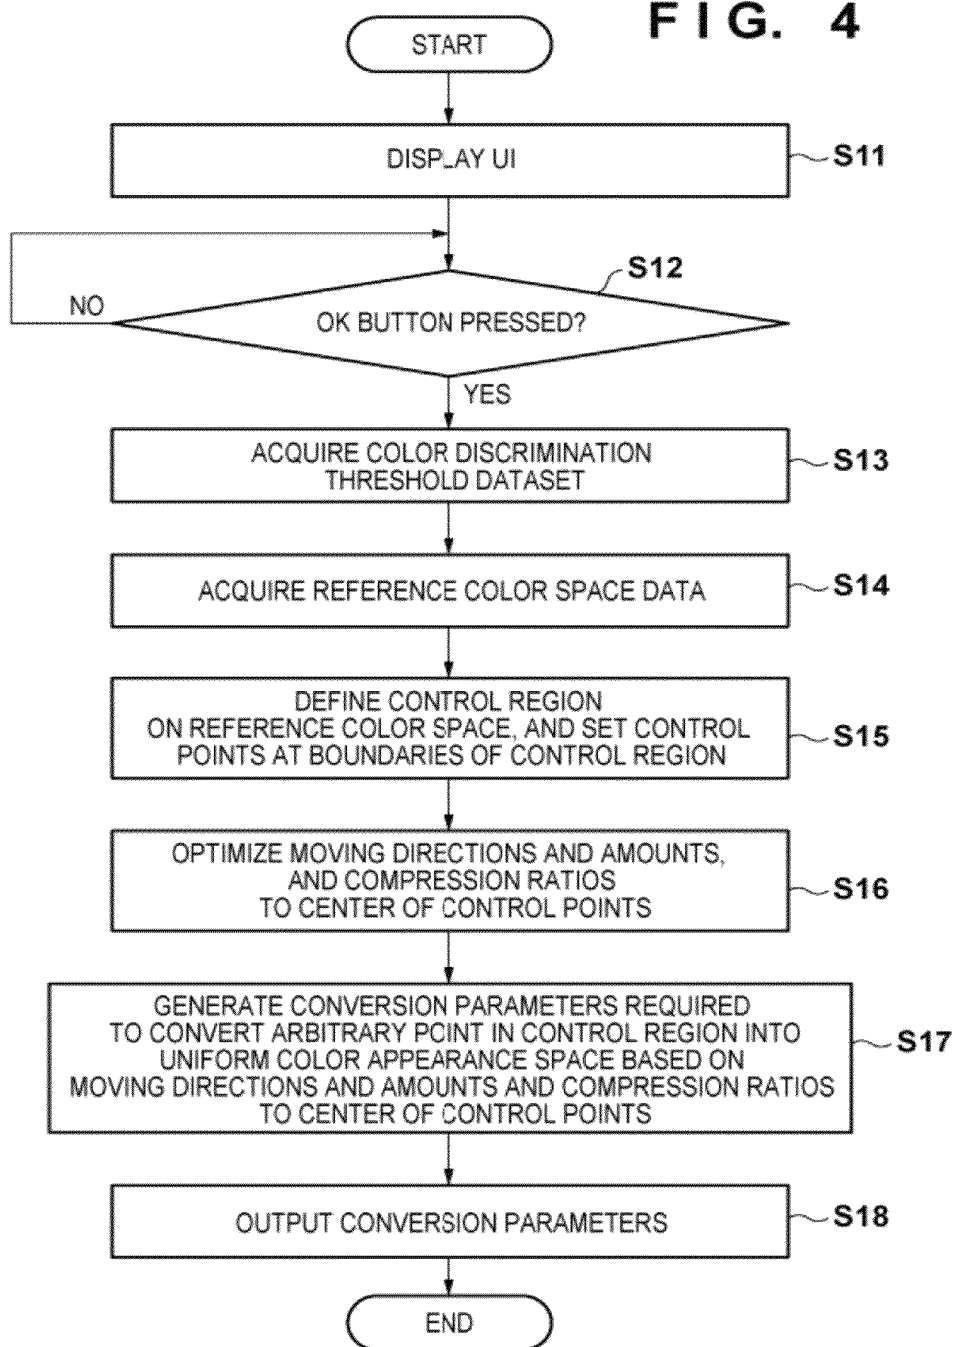 FIG. 4
START
DISPLAY UI
S11
S12
OK BUTTON PRESSED?
NO
YES
ACQUIRE COLOR DISCRIMINATION
THRESHOLD DATASET
S13
ACQUIRE REFERENCE COLOR SPACE DATA
S14
DEFINE CONTROL REGION
ON REFERENCE COLOR SPACE, AND SET CONTROL
POINTS AT BOUNDARIES OF CONTROL REGION
S15
OPTIMIZE MOVING DIRECTIONS AND AMOUNTS,
AND COMPRESSION RATIOS
TO CENTER OF CONTROL POINTS
S16
GENERATE CONVERSION PARAMETERS REQUIRED
TO CONVERT ARBITRARY POINT IN CONTROL REGION INTO
UNIFORM COLOR APPEARANCE SPACE BASED ON
MOVING DIRECTIONS AND AMOUNTS AND COMPRESSION RATIOS
TO CENTER OF CONTROL POINTS
S17
OUTPUT CONVERSION PARAMETERS
S18
END